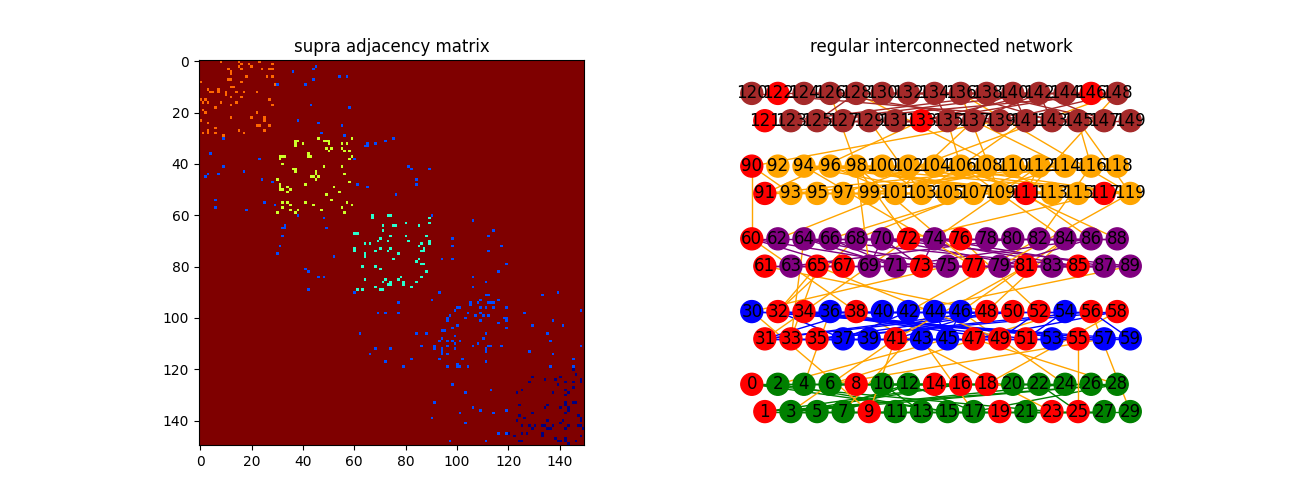 supra adjacency matrix
0
20
40
60
80
100
120
140
0 20 40 60 80 100 120 140
regular interconnected network
120 122 124 126 128 130 132 134 136 138 140 142 144 146 148
121 123 125 127 129 131 133 135 137 139 141 143 145 147 149
90 92 94 96 98 100 102 104 106 108 110 112 114 116 118
91 93 95 97 99 101 103 105 107 109 111 113 115 117 119
60 62 64 66 68 70 72 74 76 78 80 82 84 86 88
61 63 65 67 69 71 73 75 77 79 81 83 85 87 89
30 32 34 36 38 40 42 44 46 48 50 52 54 56 58
31 33 35 37 39 41 43 45 47 49 51 53 55 57 59
0 2 4 6 8 10 12 14 16 18 20 22 24 26 28
1 3 5 7 9 11 13 15 17 19 21 23 25 27 29